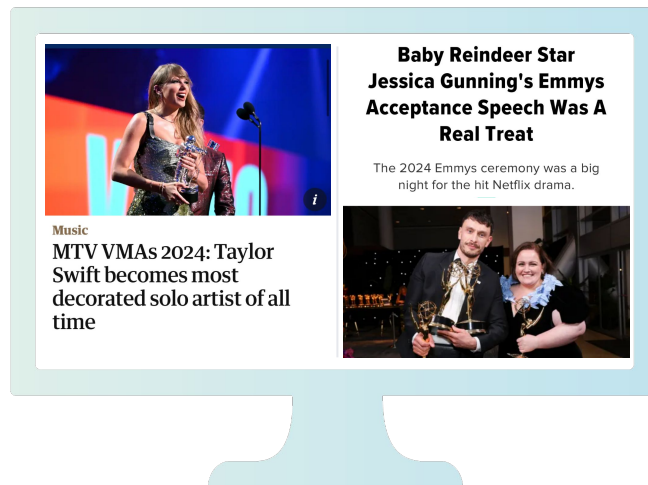 Music
MTV VMAs 2024: Taylor
Swift becomes most
decorated solo artist of all
time
Baby Reindeer Star
Jessica Gunning's Emmys
Acceptance Speech Was A
Real Treat
The 2024 Emmys ceremony was a big
night for the hit Netflix drama.